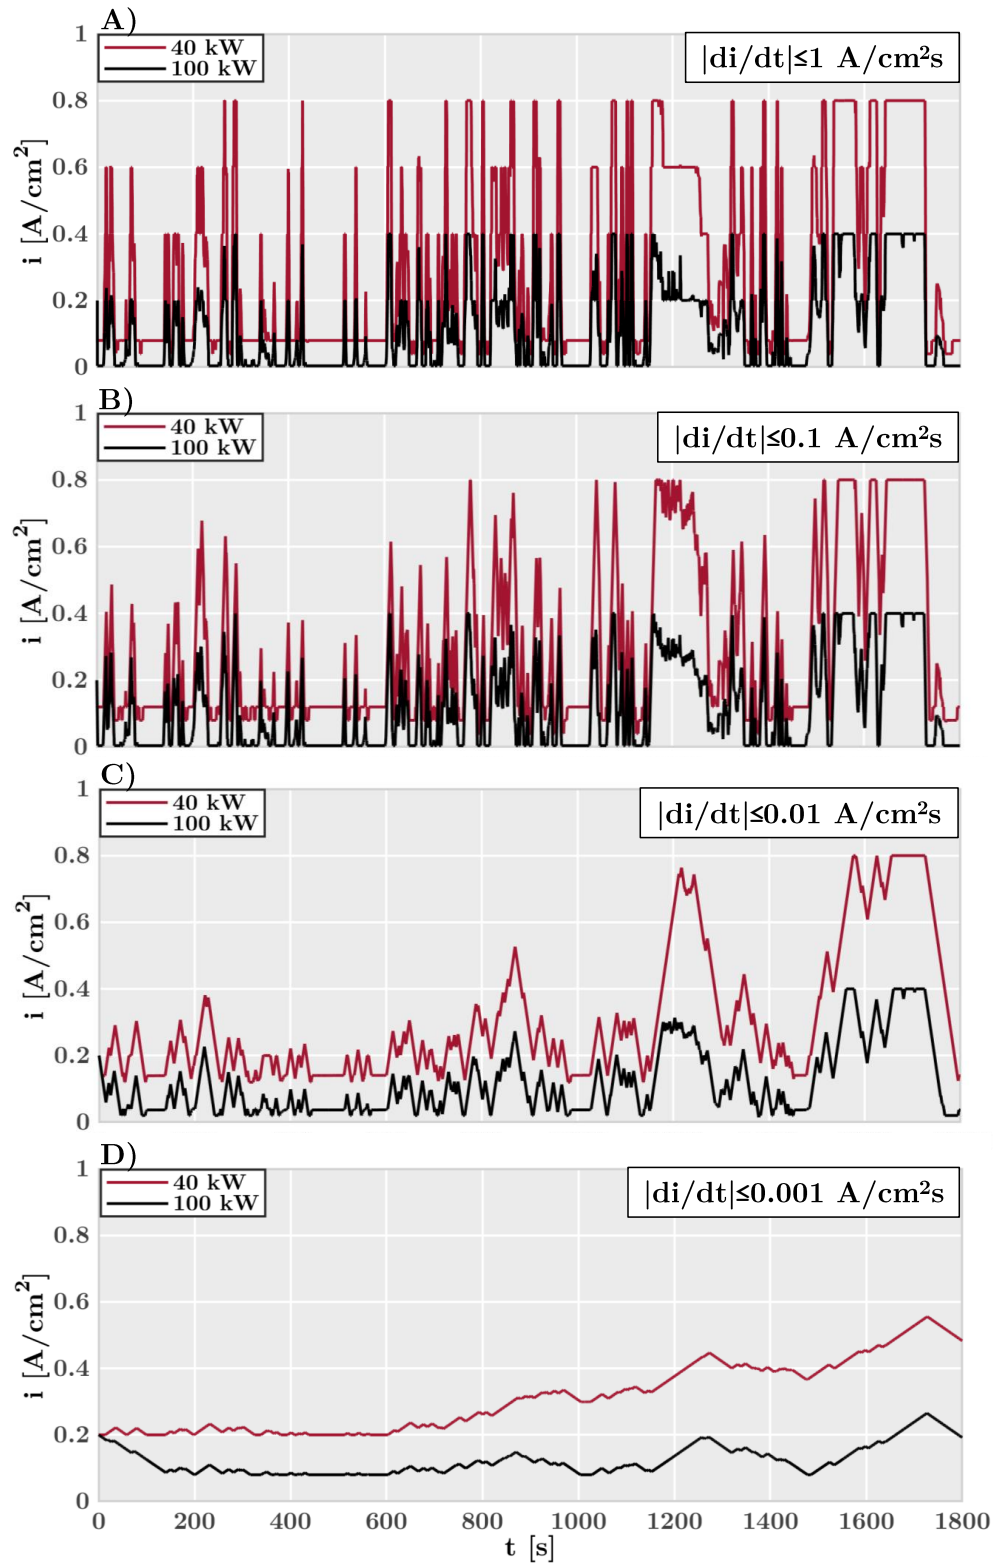 A)
40 kW
100 kW
|di/dt|≤1 A/cm²s
1
0.8
0.6
0.4
0.2
0
i [A/cm²]
B)
40 kW
100 kW
|di/dt|≤0.1 A/cm²s
1
0.8
0.6
0.4
0.2
0
i [A/cm²]
C)
40 kW
100 kW
|di/dt|≤0.01 A/cm²s
1
0.8
0.6
0.4
0.2
0
i [A/cm²]
D)
40 kW
100 kW
|di/dt|≤0.001 A/cm²s
1
0.8
0.6
0.4
0.2
0
i [A/cm²]
0 200 400 600 800 1000 1200 1400 1600 1800
t [s]